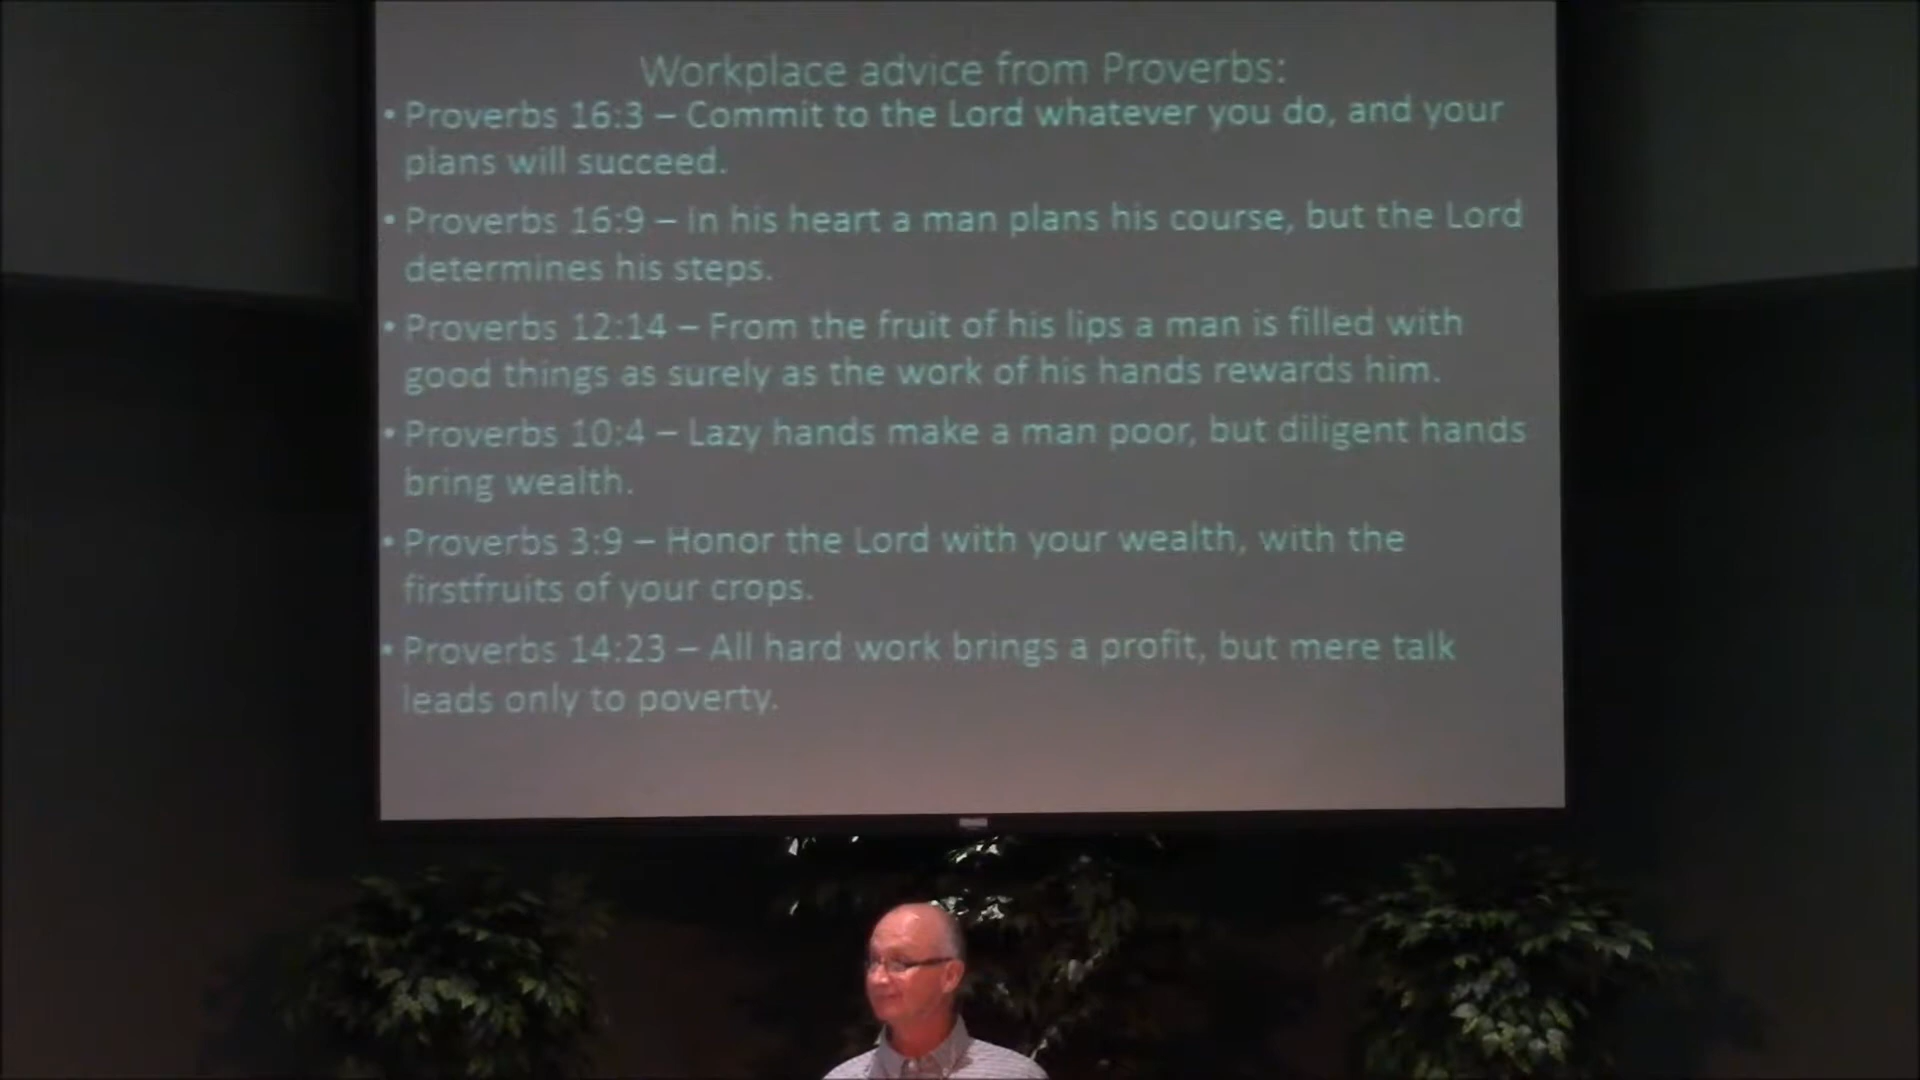 Workplace advice from Proverbs:
• Proverbs 16:3 – Commit to the Lord whatever you do, and your
plans will succeed.
• Proverbs 16:9 – In his heart a man plans his course, but the Lord
determines his steps.
• Proverbs 12:14 – From the fruit of his lips a man is filled with
good things as surely as the work of his hands rewards him.
• Proverbs 10:4 – Lazy hands make a man poor, but diligent hands
bring wealth.
• Proverbs 3:9 – Honor the Lord with your wealth, with the
firstfruits of your crops.
• Proverbs 14:23 – All hard work brings a profit, but mere talk
leads only to poverty.